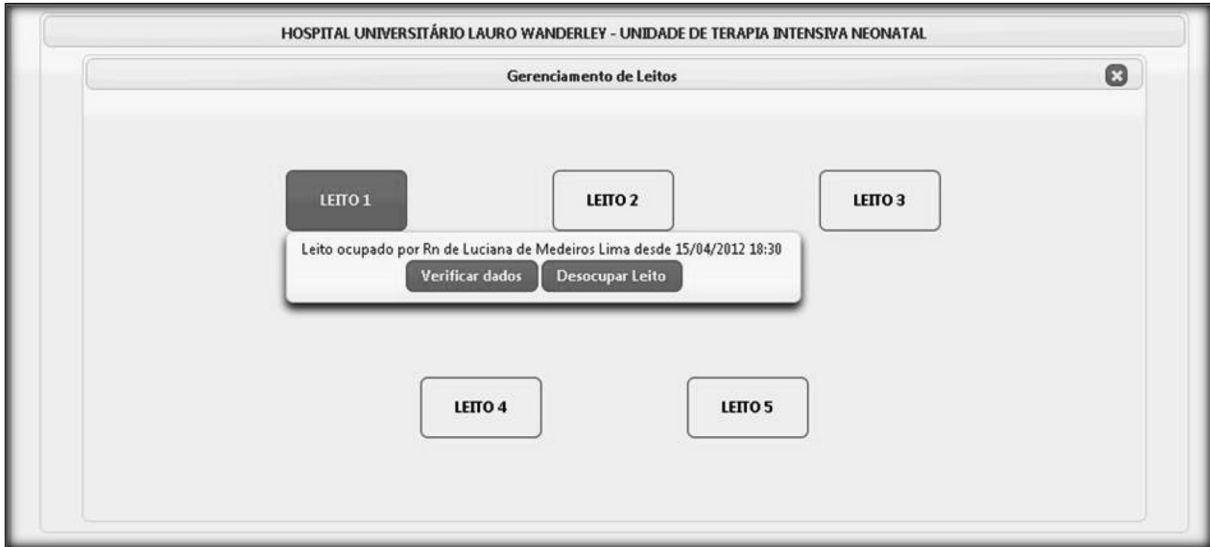 HOSPITAL UNIVERSITÁRIO LAURO WANDERLEY - UNIDADE DE TERAPIA INTENSIVA NEONATAL
Gerenciamento de Leitos
LEITO 1
LEITO 2
LEITO 3
Leito ocupado por Rn de Luciana de Medeiros Lima desde 15/04/2012 18:30
Verificar dados
Desocupar Leito
LEITO 4
LEITO 5